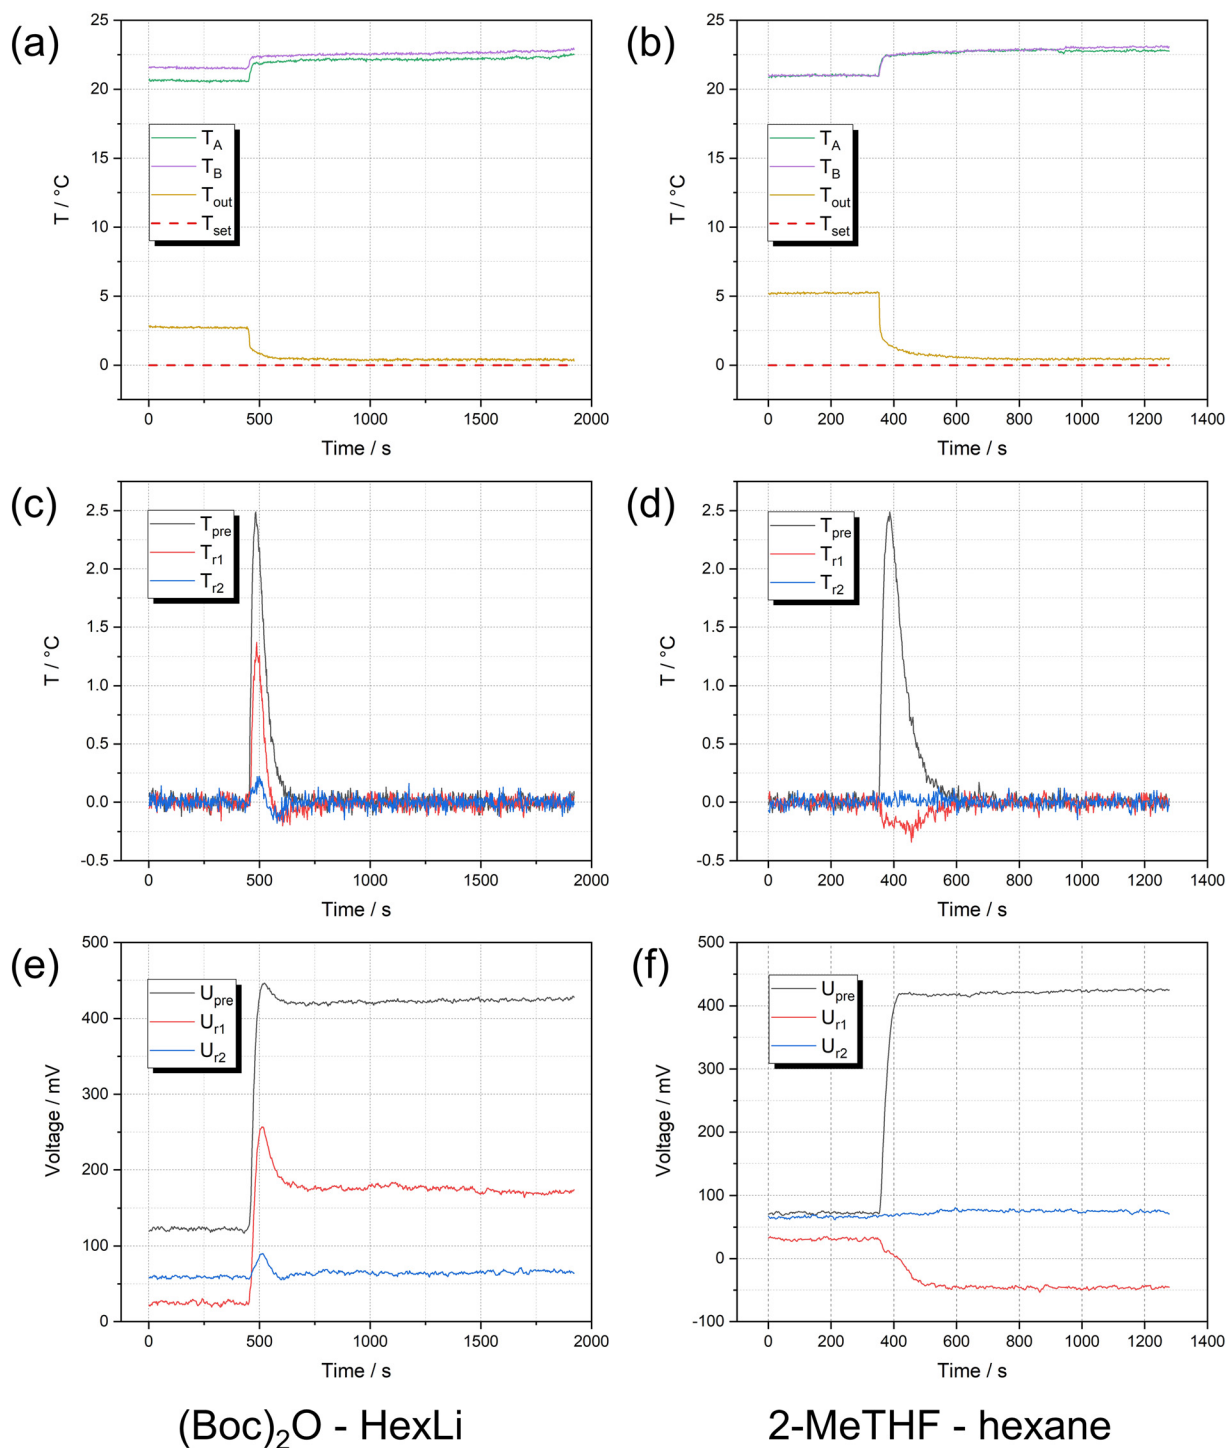 (a)
25
20
15
10
5
0
T / °C
T_A
T_B
T_out
T_set
0 500 1000 1500 2000
Time / s
(b)
25
20
15
10
5
0
T / °C
T_A
T_B
T_out
T_set
0 200 400 600 800 1000 1200 1400
Time / s
(c)
2.5
2.0
1.5
1.0
0.5
0.0
-0.5
T / °C
T_pre
T_r1
T_r2
0 500 1000 1500 2000
Time / s
(d)
2.5
2.0
1.5
1.0
0.5
0.0
-0.5
T / °C
T_pre
T_r1
T_r2
0 200 400 600 800 1000 1200 1400
Time / s
(e)
500
400
300
200
100
0
Voltage / mV
U_pre
U_r1
U_r2
0 500 1000 1500 2000
Time / s
(f)
500
400
300
200
100
0
-100
Voltage / mV
U_pre
U_r1
U_r2
0 200 400 600 800 1000 1200 1400
Time / s
(Boc)₂O - HexLi
2-MeTHF - hexane